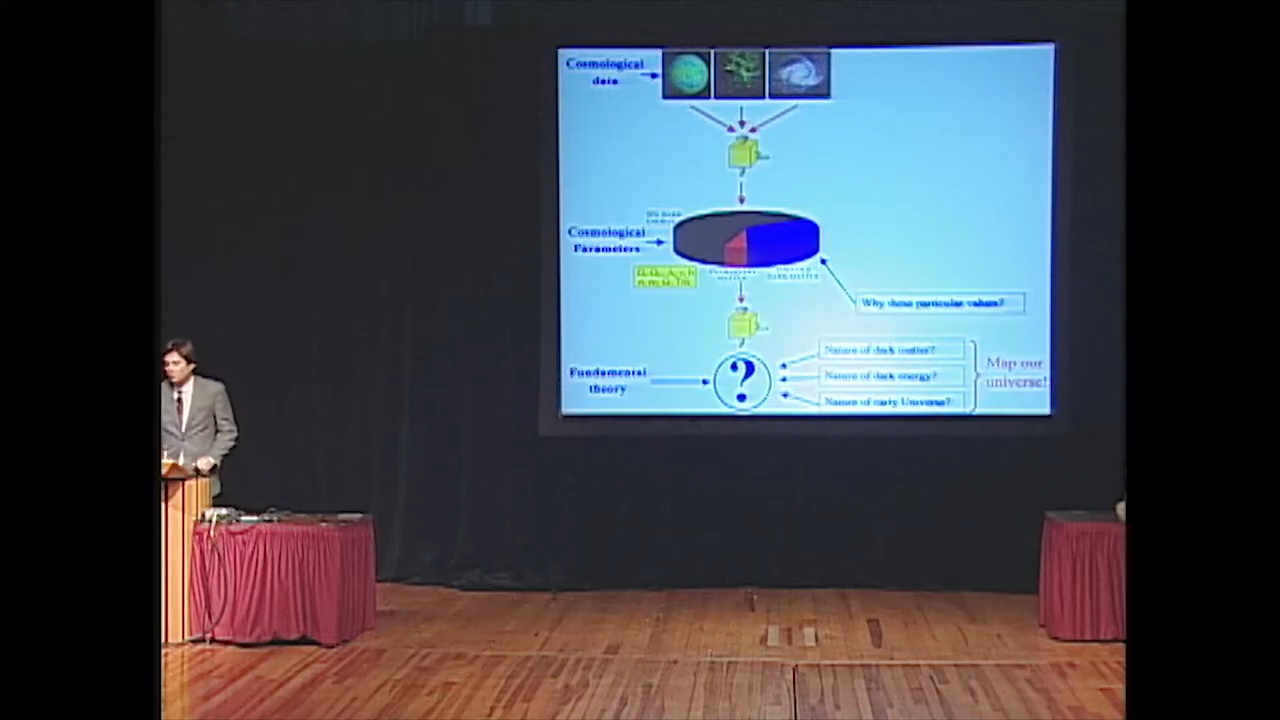 Cosmological
data
Cosmological
Parameters
Why these particular values?
Nature of dark matter?
Fundamental
theory
Nature of dark energy?
Nature of early Universe?
Map our
universe!
?